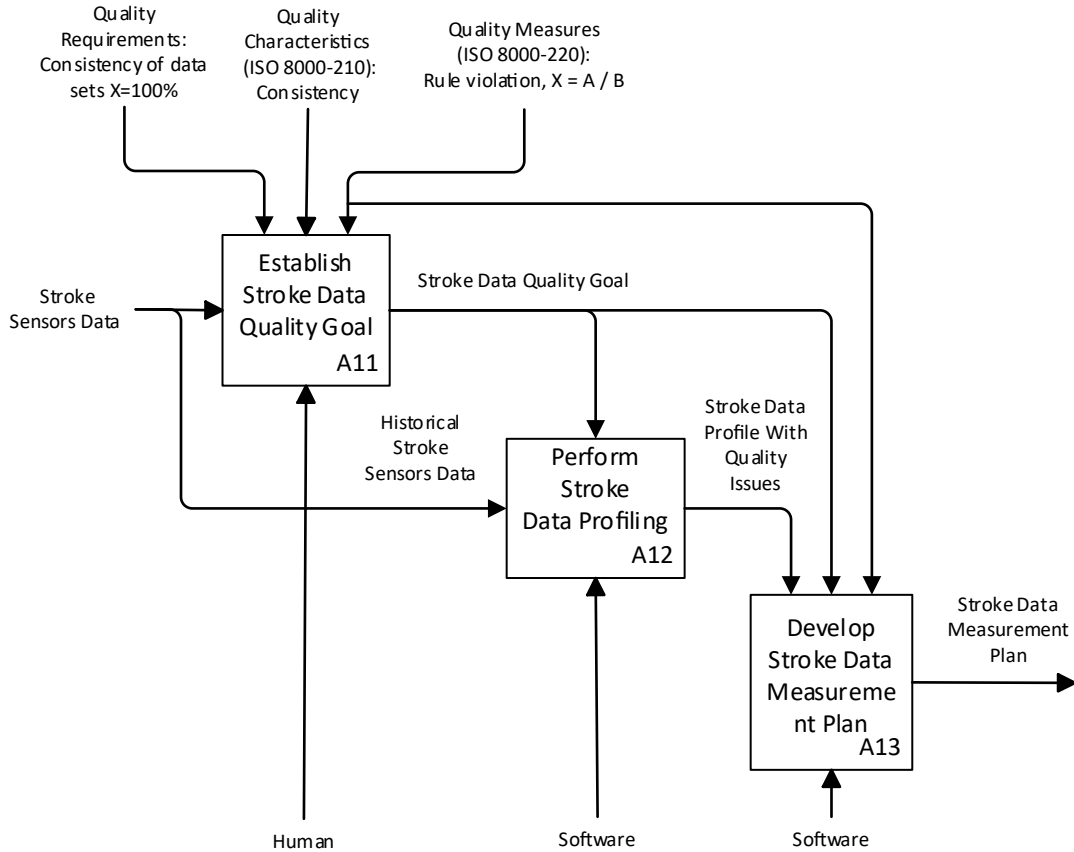 Quality
Requirements:
Consistency of data
sets X=100%
Quality
Characteristics
(ISO 8000-210):
Consistency
Quality Measures
(ISO 8000-220):
Rule violation, X = A / B
Stroke
Sensors Data
Establish
Stroke Data
Quality Goal
A11
Stroke Data Quality Goal
Historical
Stroke
Sensors Data
Perform
Stroke
Data Profiling
A12
Stroke Data
Profile With
Quality
Issues
Develop
Stroke Data
Measureme
nt Plan
A13
Stroke Data
Measurement
Plan
Human
Software
Software